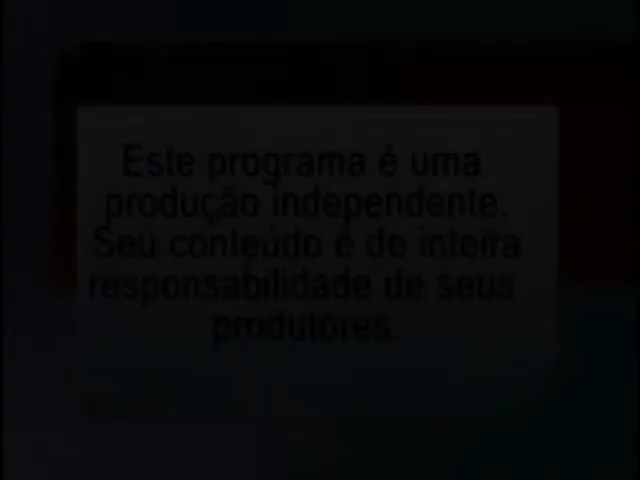 Este programa é uma
produção independente.
Seu conteúdo é de inteira
responsabilidade de seus
produtores.